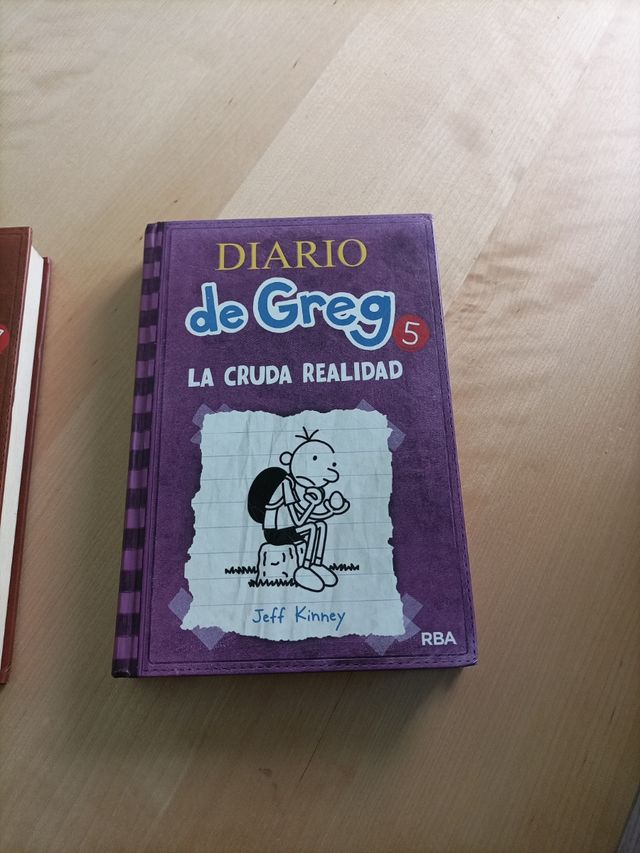 DIARIO
de Greg
5
LA CRUDA REALIDAD
Jeff Kinney
RBA